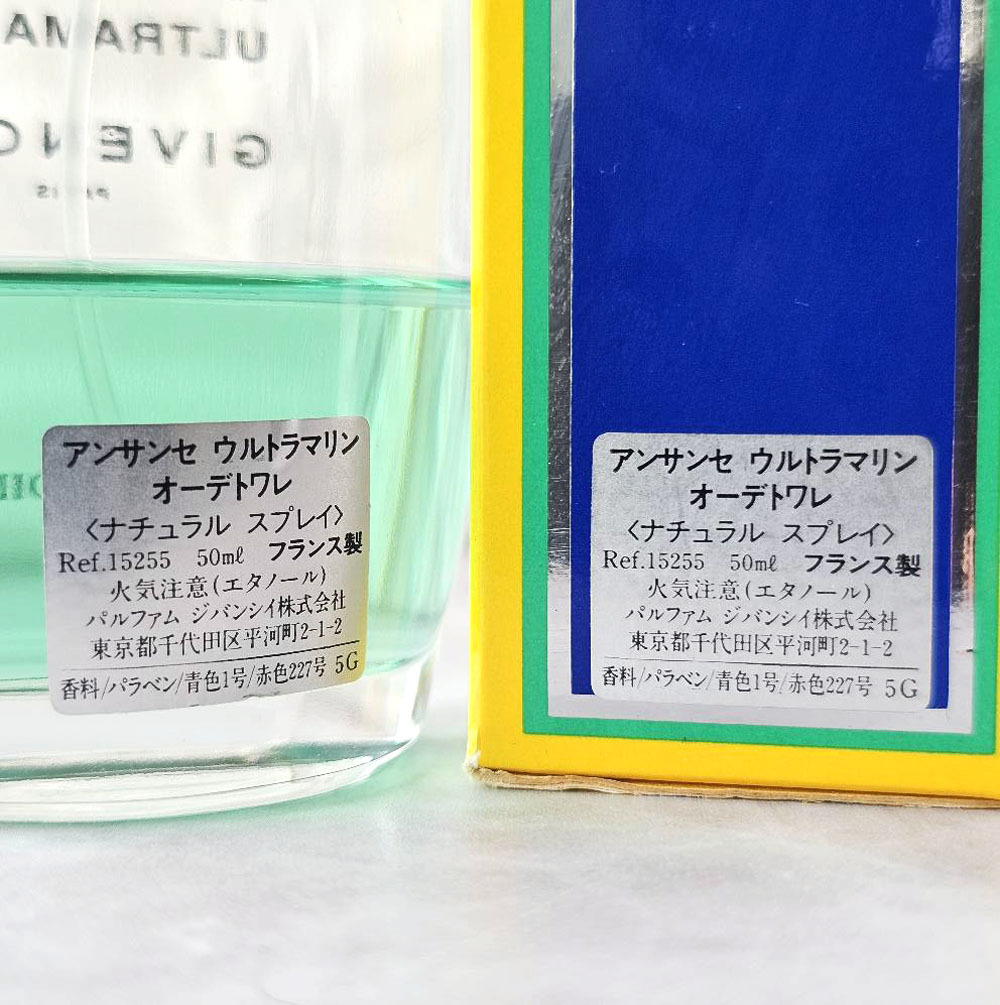 ULTRAMA
GIVENC
PARIS
アンサンセ ウルトラマリン
オーデトワレ
〈ナチュラル スプレイ〉
Ref.15255 50mℓ フランス製
火気注意(エタノール)
パルファム ジバンシイ株式会社
東京都千代田区平河町2-1-2
香料/パラベン/青色1号/赤色227号 5G
アンサンセ ウルトラマリン
オーデトワレ
〈ナチュラル スプレイ〉
Ref.15255 50mℓ フランス製
火気注意(エタノール)
パルファム ジバンシイ株式会社
東京都千代田区平河町2-1-2
香料/パラベン/青色1号/赤色227号 5G